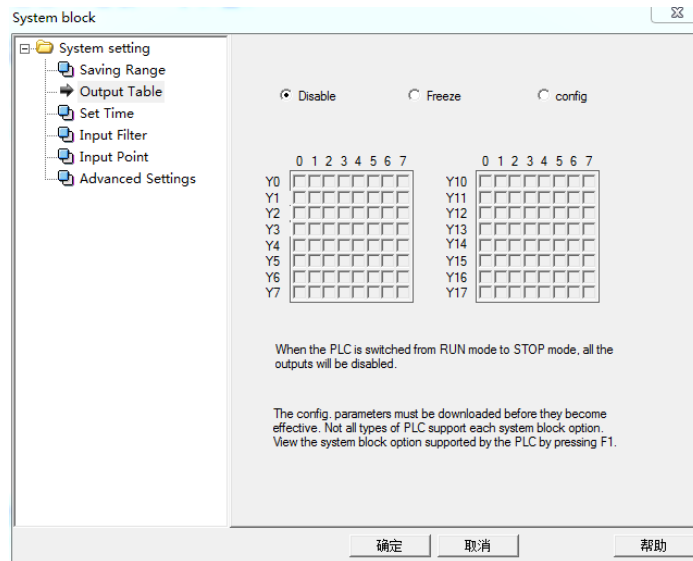 System block
System setting
Saving Range
Output Table
Set Time
Input Filter
Input Point
Advanced Settings
Disable Freeze config
0 1 2 3 4 5 6 7 0 1 2 3 4 5 6 7
Y0 Y10
Y1 Y11
Y2 Y12
Y3 Y13
Y4 Y14
Y5 Y15
Y6 Y16
Y7 Y17
When the PLC is switched from RUN mode to STOP mode, all the
outputs will be disabled.
The config. parameters must be downloaded before they become
effective. Not all types of PLC support each system block option.
View the system block option supported by the PLC by pressing F1.
确定 取消 帮助